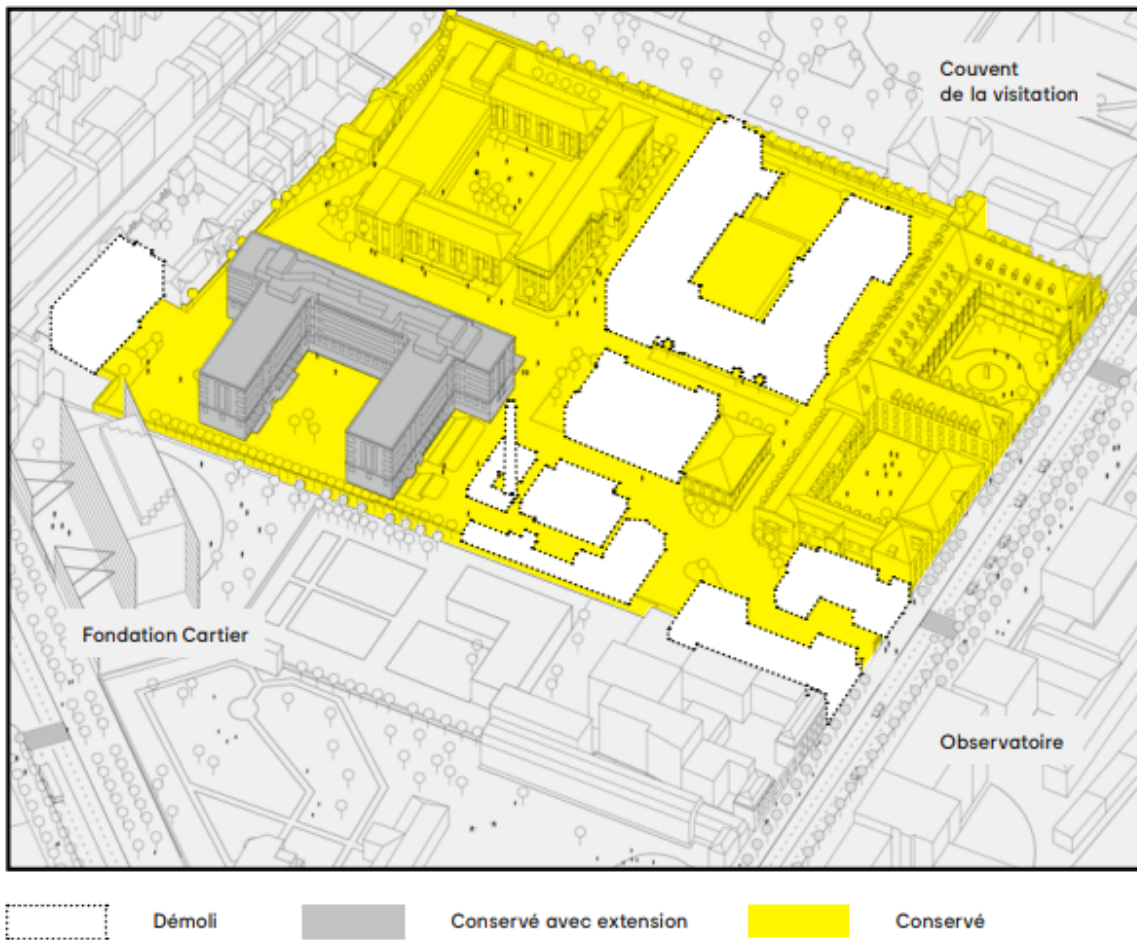 Couvent
de la visitation
Fondation Cartier
Observatoire
Démoli
Conservé avec extension
Conservé